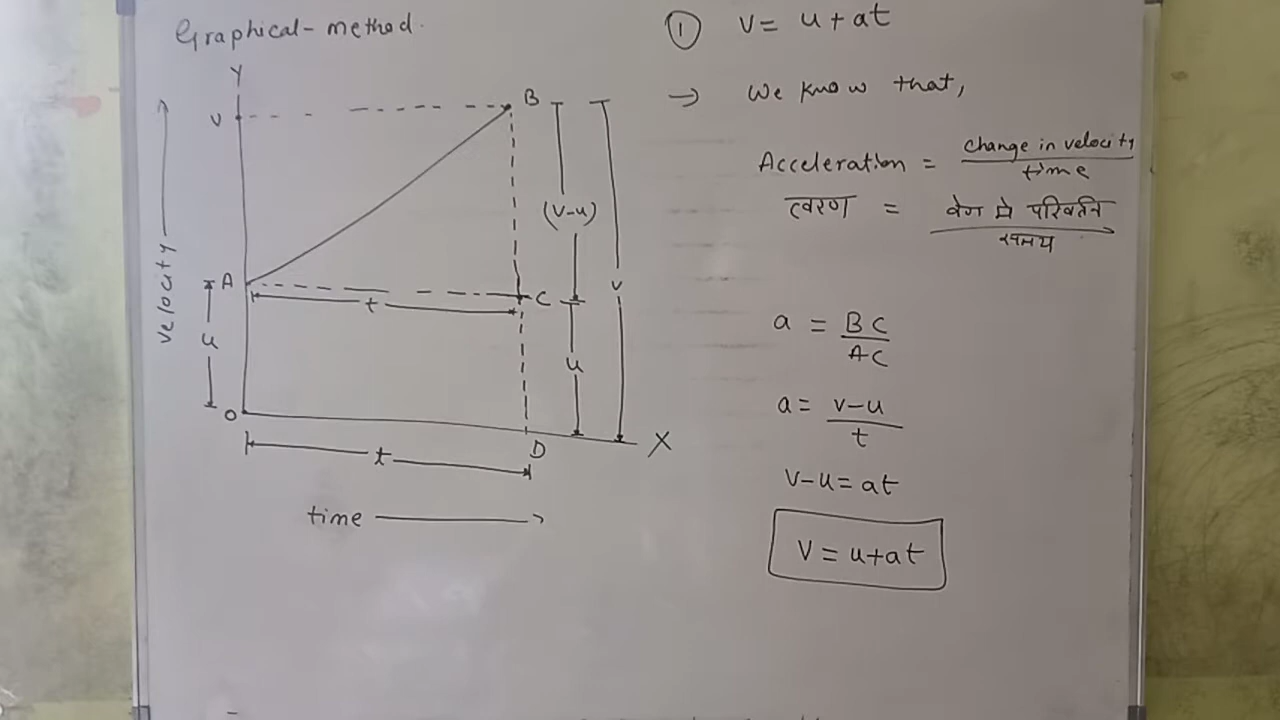 Graphical-method.
Y
V
B
A
C
t
u
(v-u)
v
u
O
D
X
t
velocity
time
① v = u + at
→ We know that,
Acceleration = change in velocity / time
त्वरण = वेग मे परिवर्तन / समय
a = BC / AC
a = v-u / t
v-u = at
v = u+at